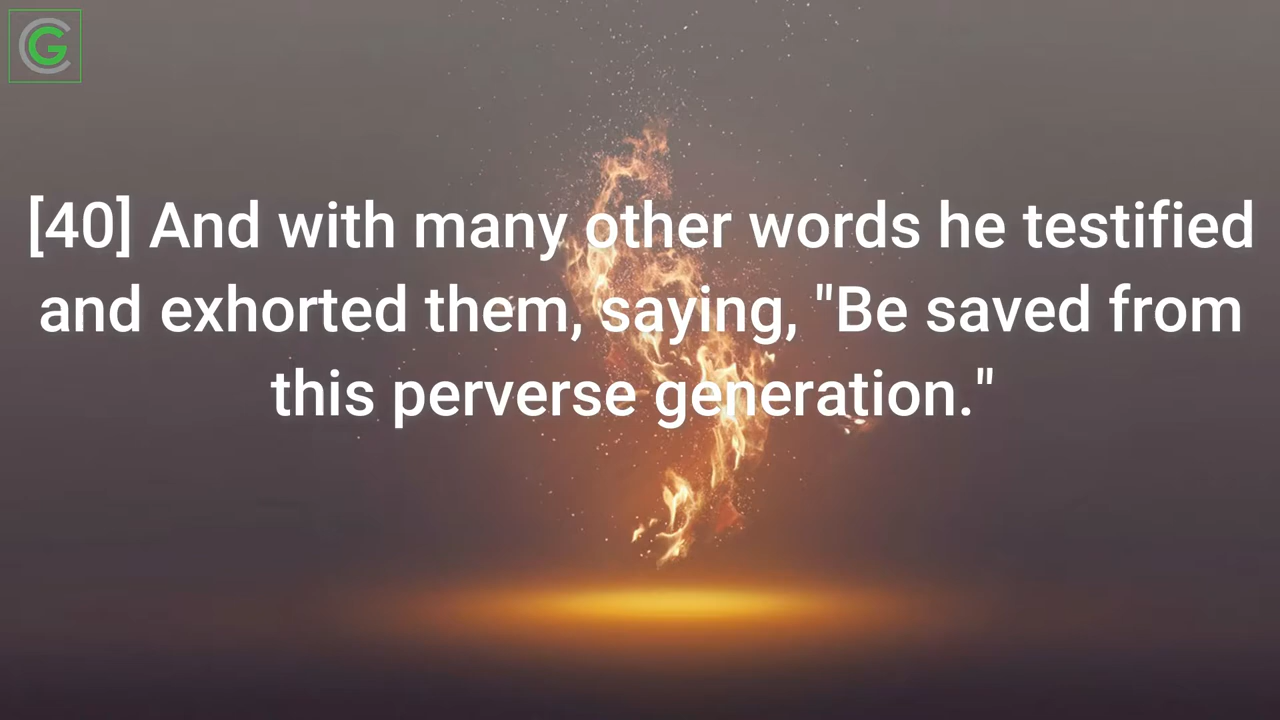 [40] And with many other words he testified
and exhorted them, saying, "Be saved from
this perverse generation."